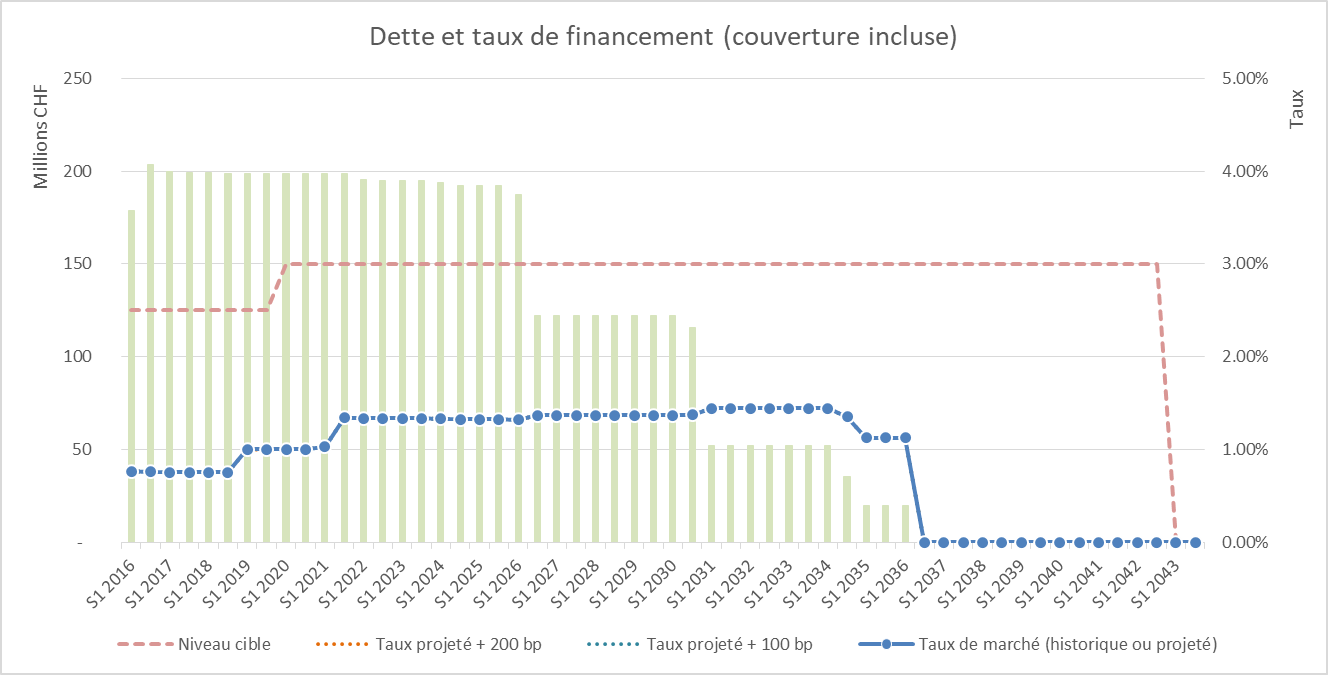 Dette et taux de financement (couverture incluse)
Millions CHF
250
200
150
100
50
-
5.00%
4.00%
3.00%
2.00%
1.00%
0.00%
Taux
S1 2016
S1 2017
S1 2018
S1 2019
S1 2020
S1 2021
S1 2022
S1 2023
S1 2024
S1 2025
S1 2026
S1 2027
S1 2028
S1 2029
S1 2030
S1 2031
S1 2032
S1 2033
S1 2034
S1 2035
S1 2036
S1 2037
S1 2038
S1 2039
S1 2040
S1 2041
S1 2042
S1 2043
Niveau cible
Taux projeté + 200 bp
Taux projeté + 100 bp
Taux de marché (historique ou projeté)